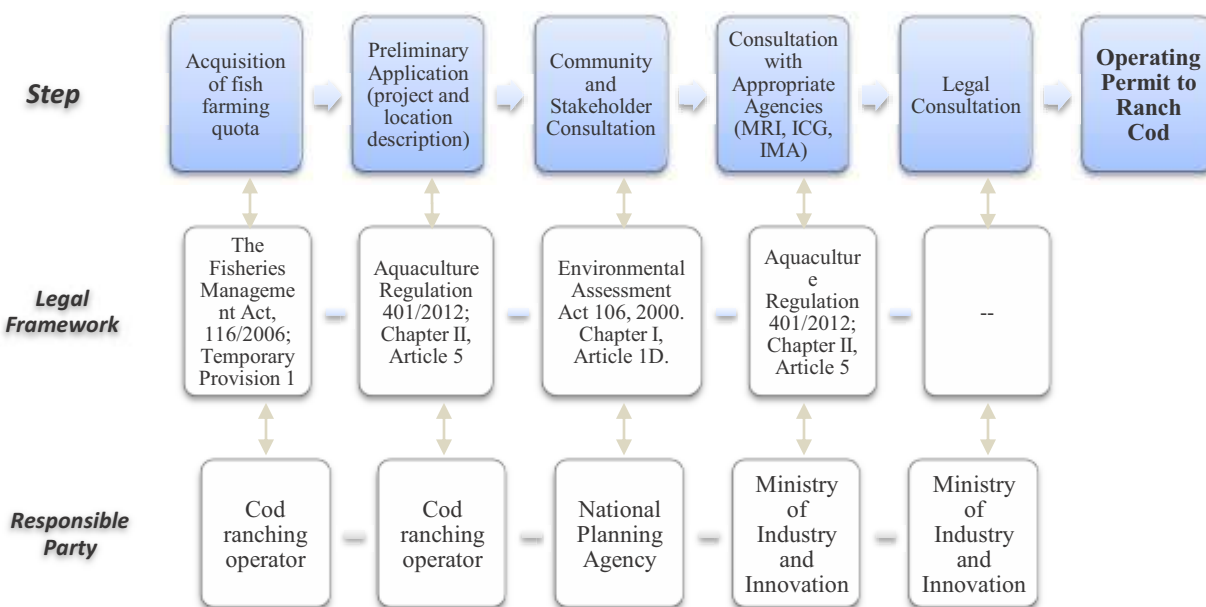 Step
Acquisition
of fish
farming
quota
Preliminary
Application
(project and
location
description)
Community
and
Stakeholder
Consultation
Consultation
with
Appropriate
Agencies
(MRI, ICG,
IMA)
Legal
Consultation
Operating
Permit to
Ranch
Cod
Legal
Framework
The
Fisheries
Manageme
nt Act,
116/2006;
Temporary
Provision 1
Aquaculture
Regulation
401/2012;
Chapter II,
Article 5
Environmental
Assessment
Act 106, 2000.
Chapter I,
Article 1D.
Aquacultur
e
Regulation
401/2012;
Chapter II,
Article 5
--
Responsible
Party
Cod
ranching
operator
Cod
ranching
operator
National
Planning
Agency
Ministry
of
Industry
and
Innovation
Ministry
of
Industry
and
Innovation